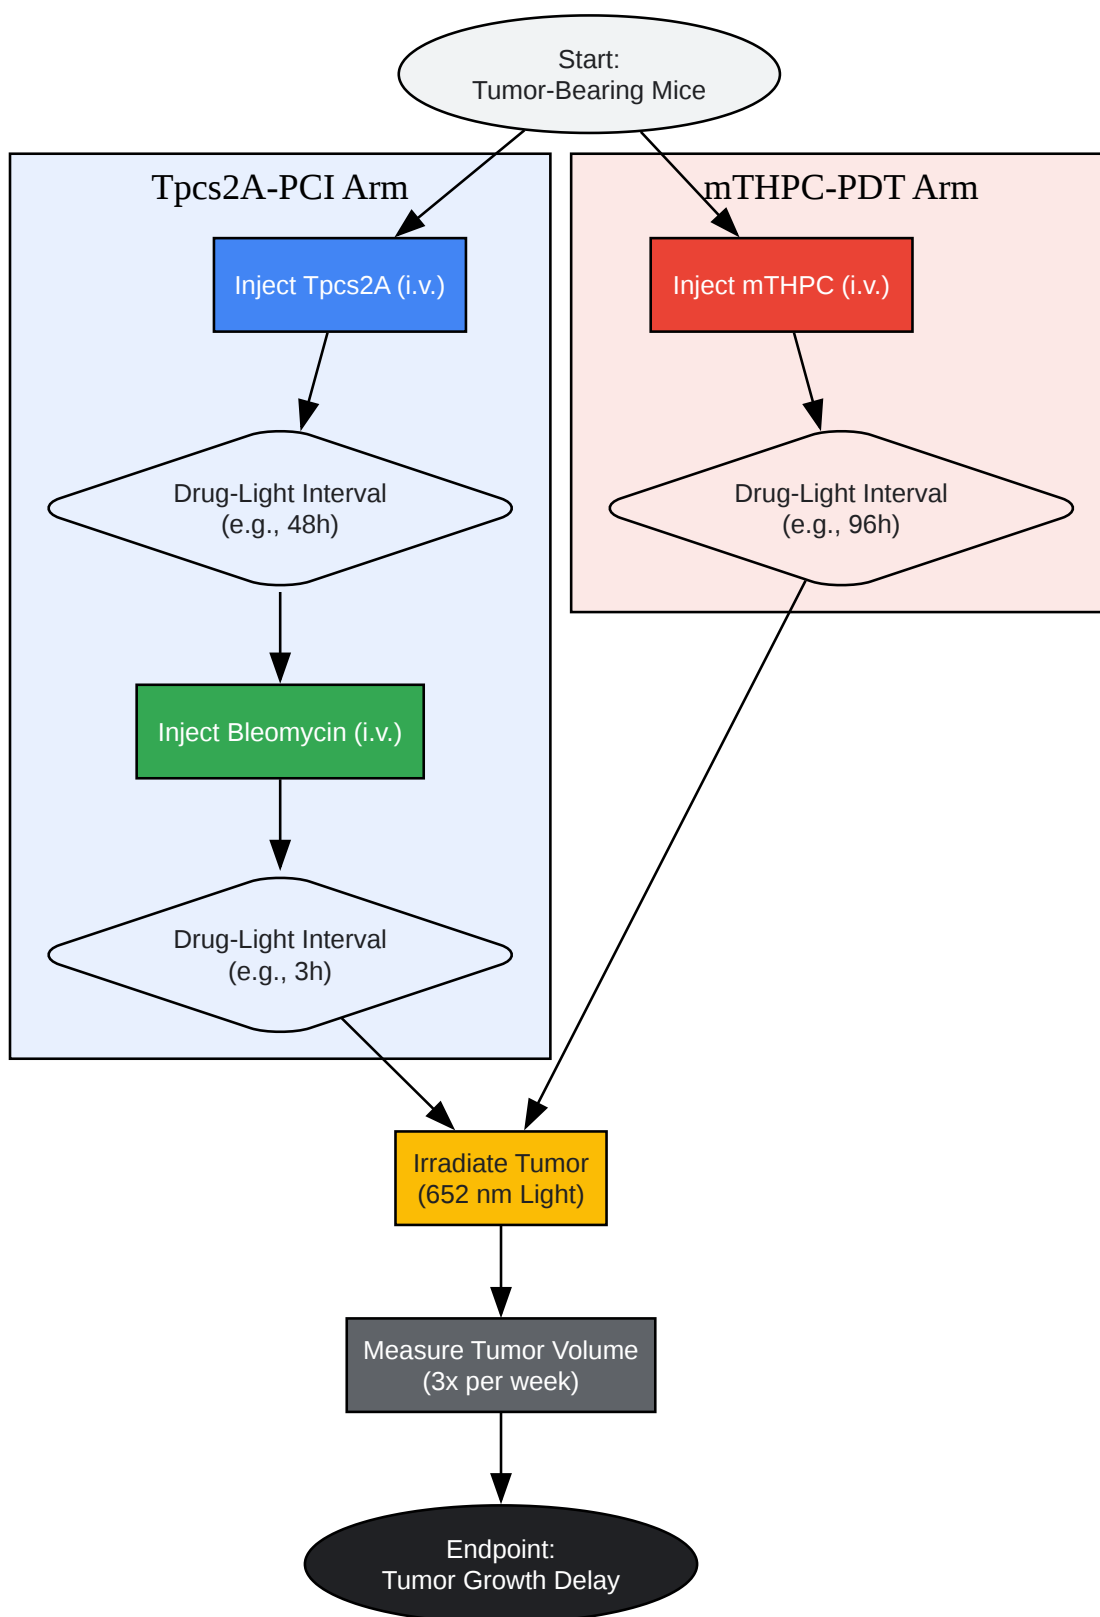 Start:
Tumor-Bearing Mice
Tpcs2A-PCI Arm
Inject Tpcs2A (i.v.)
Drug-Light Interval
(e.g., 48h)
Inject Bleomycin (i.v.)
Drug-Light Interval
(e.g., 3h)
mTHPC-PDT Arm
Inject mTHPC (i.v.)
Drug-Light Interval
(e.g., 96h)
Irradiate Tumor
(652 nm Light)
Measure Tumor Volume
(3x per week)
Endpoint:
Tumor Growth Delay